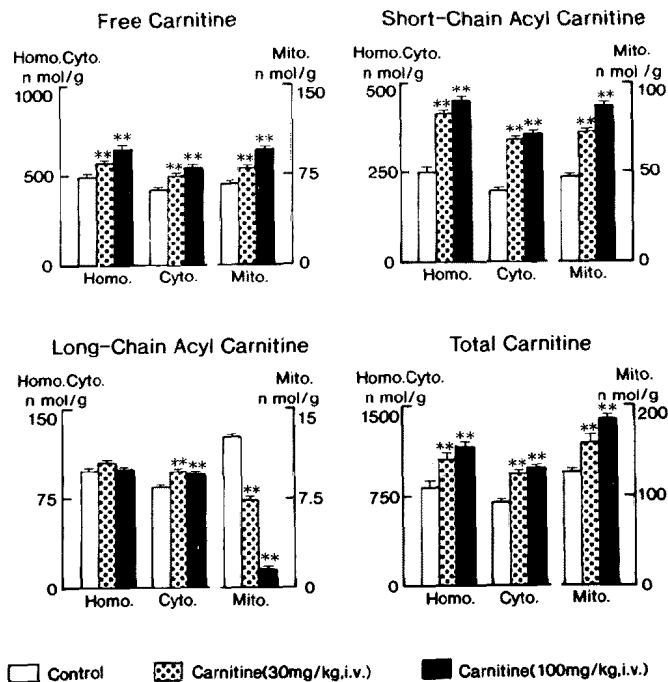 Free Carnitine
Homo.Cyto.
n mol/g
Mito.
n mol/g
1000
500
0
150
75
0
**
**
**
**
**
**
Homo.
Cyto.
Mito.
Short-Chain Acyl Carnitine
Homo.Cyto.
n mol/g
Mito.
n mol/g
500
250
0
100
50
0
**
**
**
**
**
**
Homo.
Cyto.
Mito.
Long-Chain Acyl Carnitine
Homo.Cyto.
n mol/g
Mito.
n mol/g
150
75
0
15
7.5
0
**
**
**
**
Homo.
Cyto.
Mito.
Total Carnitine
Homo.Cyto.
n mol/g
Mito.
n mol/g
1500
750
0
200
100
0
**
**
**
**
**
**
Homo.
Cyto.
Mito.
Control
Carnitine(30mg/kg,i.v.)
Carnitine(100mg/kg,i.v.)